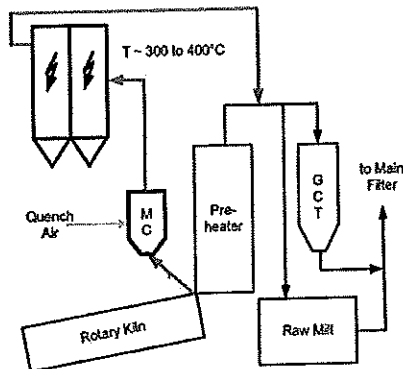 T ~ 300 to 400°C
Quench
Air
M
C
Pre-
heater
G
C
T
to Main
Filter
Rotary Kiln
Raw Mill